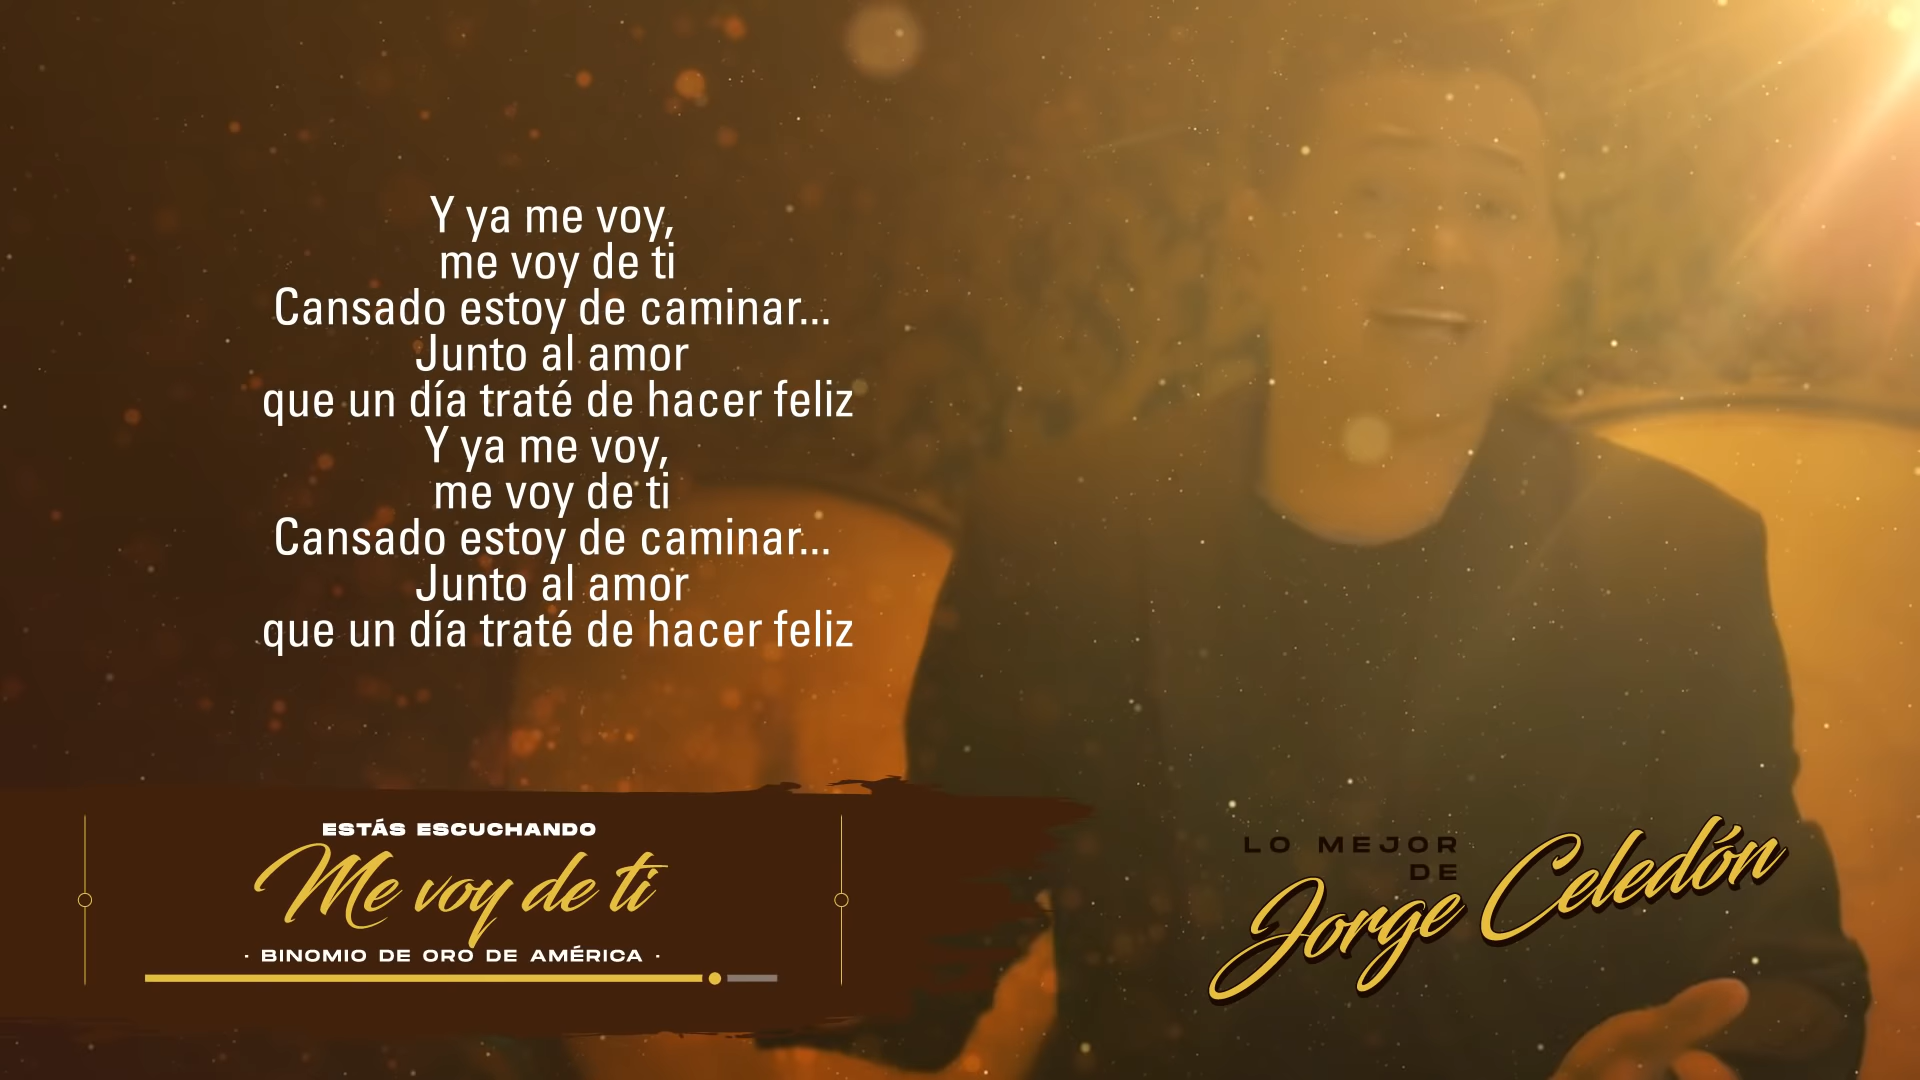 Y ya me voy,
me voy de ti
Cansado estoy de caminar...
Junto al amor
que un día traté de hacer feliz
Y ya me voy,
me voy de ti
Cansado estoy de caminar...
Junto al amor
que un día traté de hacer feliz
ESTÁS ESCUCHANDO
Me voy de ti
· BINOMIO DE ORO DE AMÉRICA ·
LO MEJOR
DE
Jorge Celedón